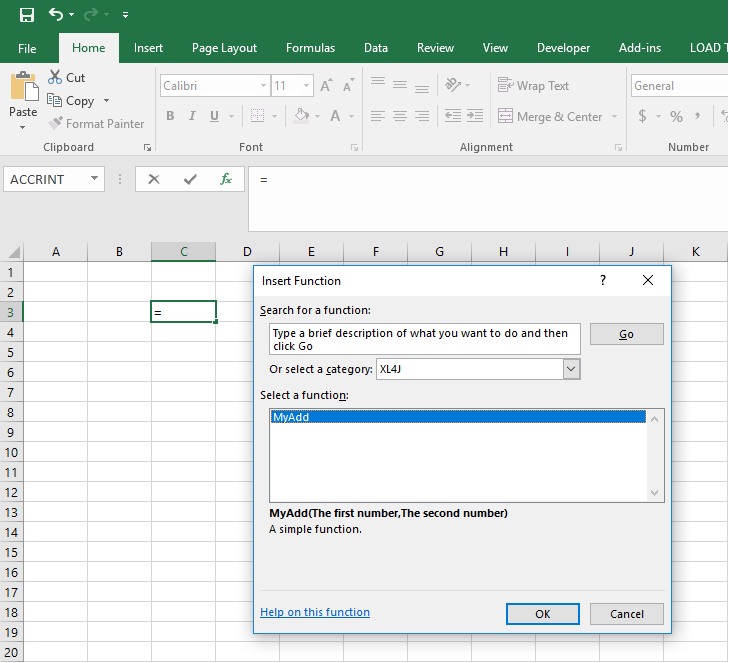 File Home Insert Page Layout Formulas Data Review View Developer Add-ins LOAD T
Paste
Cut
Copy
Format Painter
Clipboard
Calibri 11
B I U A
Font
Wrap Text
Merge & Center
Alignment
General
$ % ,
Number
ACCRINT fx =
A B C D E F G H I J K
1
2
3 =
4
5
6
7
8
9
10
11
12
13
14
15
16
17
18
19
20
Insert Function ?
Search for a function:
Type a brief description of what you want to do and then
click Go
Go
Or select a category: XL4J
Select a function:
MyAdd
MyAdd(The first number,The second number)
A simple function.
Help on this function
OK Cancel